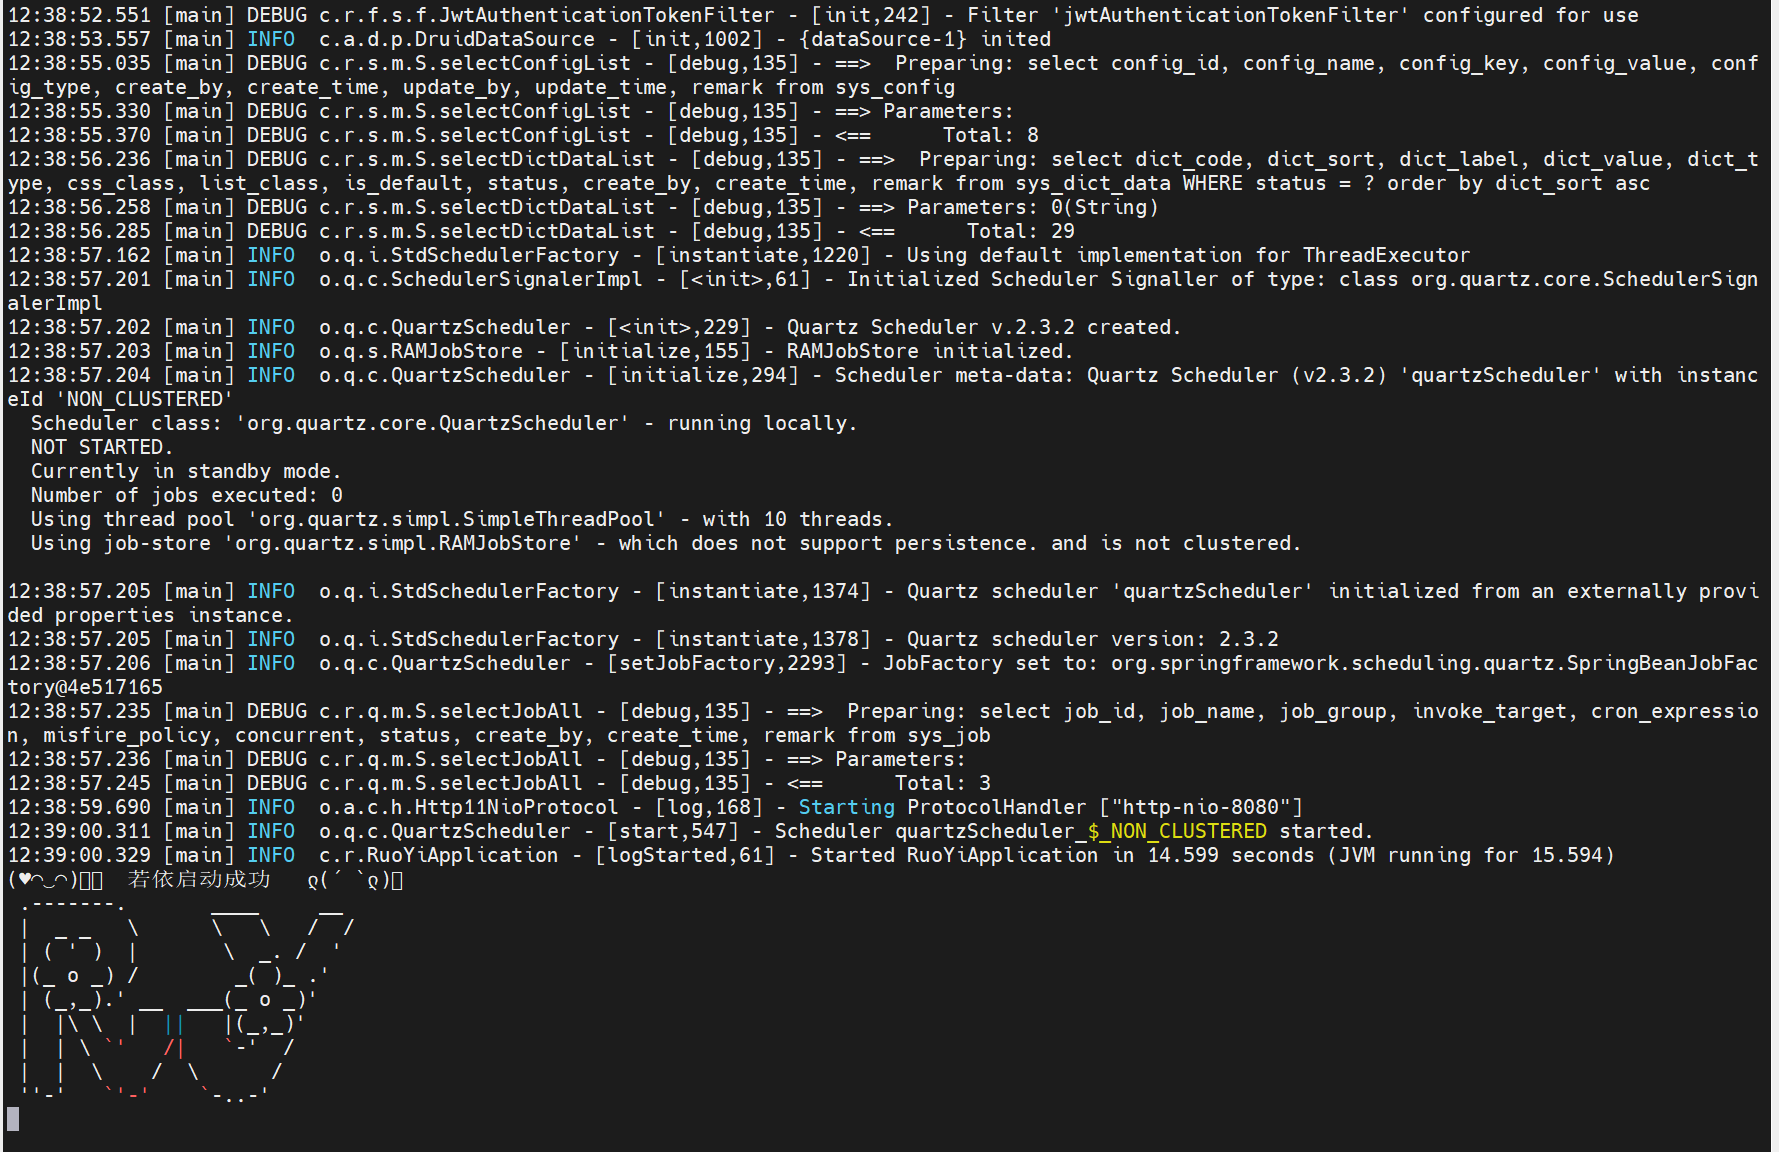 12:38:52.551 [main] DEBUG c.r.f.s.f.JwtAuthenticationTokenFilter - [init,242] - Filter 'jwtAuthenticationTokenFilter' configured for use
12:38:53.557 [main] INFO  c.a.d.p.DruidDataSource - [init,1002] - {dataSource-1} inited
12:38:55.035 [main] DEBUG c.r.s.m.S.selectConfigList - [debug,135] - ==>  Preparing: select config_id, config_name, config_key, config_value, conf
ig_type, create_by, create_time, update_by, update_time, remark from sys_config
12:38:55.330 [main] DEBUG c.r.s.m.S.selectConfigList - [debug,135] - ==> Parameters:
12:38:55.370 [main] DEBUG c.r.s.m.S.selectConfigList - [debug,135] - <==      Total: 8
12:38:56.236 [main] DEBUG c.r.s.m.S.selectDictDataList - [debug,135] - ==>  Preparing: select dict_code, dict_sort, dict_label, dict_value, dict_t
ype, css_class, list_class, is_default, status, create_by, create_time, remark from sys_dict_data WHERE status = ? order by dict_sort asc
12:38:56.258 [main] DEBUG c.r.s.m.S.selectDictDataList - [debug,135] - ==> Parameters: 0(String)
12:38:56.285 [main] DEBUG c.r.s.m.S.selectDictDataList - [debug,135] - <==      Total: 29
12:38:57.162 [main] INFO  o.q.i.StdSchedulerFactory - [instantiate,1220] - Using default implementation for ThreadExecutor
12:38:57.201 [main] INFO  o.q.c.SchedulerSignalerImpl - [<init>,61] - Initialized Scheduler Signaller of type: class org.quartz.core.SchedulerSign
alerImpl
12:38:57.202 [main] INFO  o.q.c.QuartzScheduler - [<init>,229] - Quartz Scheduler v.2.3.2 created.
12:38:57.203 [main] INFO  o.q.s.RAMJobStore - [initialize,155] - RAMJobStore initialized.
12:38:57.204 [main] INFO  o.q.c.QuartzScheduler - [initialize,294] - Scheduler meta-data: Quartz Scheduler (v2.3.2) 'quartzScheduler' with instanc
eId 'NON_CLUSTERED'
  Scheduler class: 'org.quartz.core.QuartzScheduler' - running locally.
  NOT STARTED.
  Currently in standby mode.
  Number of jobs executed: 0
  Using thread pool 'org.quartz.simpl.SimpleThreadPool' - with 10 threads.
  Using job-store 'org.quartz.simpl.RAMJobStore' - which does not support persistence. and is not clustered.
12:38:57.205 [main] INFO  o.q.i.StdSchedulerFactory - [instantiate,1374] - Quartz scheduler 'quartzScheduler' initialized from an externally provi
ded properties instance.
12:38:57.205 [main] INFO  o.q.i.StdSchedulerFactory - [instantiate,1378] - Quartz scheduler version: 2.3.2
12:38:57.206 [main] INFO  o.q.c.QuartzScheduler - [setJobFactory,2293] - JobFactory set to: org.springframework.scheduling.quartz.SpringBeanJobFac
tory@4e517165
12:38:57.235 [main] DEBUG c.r.q.m.S.selectJobAll - [debug,135] - ==>  Preparing: select job_id, job_name, job_group, invoke_target, cron_expressio
n, misfire_policy, concurrent, status, create_by, create_time, remark from sys_job
12:38:57.236 [main] DEBUG c.r.q.m.S.selectJobAll - [debug,135] - ==> Parameters:
12:38:57.245 [main] DEBUG c.r.q.m.S.selectJobAll - [debug,135] - <==      Total: 3
12:38:59.690 [main] INFO  o.a.c.h.Http11NioProtocol - [log,168] - Starting ProtocolHandler ["http-nio-8080"]
12:39:00.311 [main] INFO  o.q.c.QuartzScheduler - [start,547] - Scheduler quartzScheduler_$_NON_CLUSTERED started.
12:39:00.329 [main] INFO  c.r.RuoYiApplication - [logStarted,61] - Started RuoYiApplication in 14.599 seconds (JVM running for 15.594)
(♥◠‿◠)  若依启动成功   ლ(´ `ლ)
 .-------.       ____     __
 |  _ _   \      \   \   /  /
 | ( ' )  |       \  _. /  '
 |(_ o _) /        _( )_ .'
 | (_,_).' __  ___(_ o _)'
 |  |\ \  |  ||   |(_,_)'
 |  | \ `'   /|   `-'  /
 |  |  \    /  \      /
 ''-'   `'-'    `-..-'